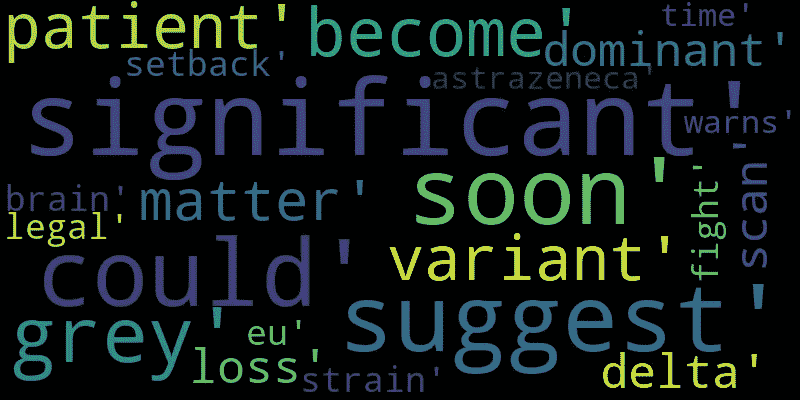 patient'
become'
time'
dominant'
setback'
astrazeneca'
significant'
warns'
brain'
matter'
soon'
scan'
legal'
fight'
could'
variant'
suggest'
grey'
eu'
loss'
strain'
delta'